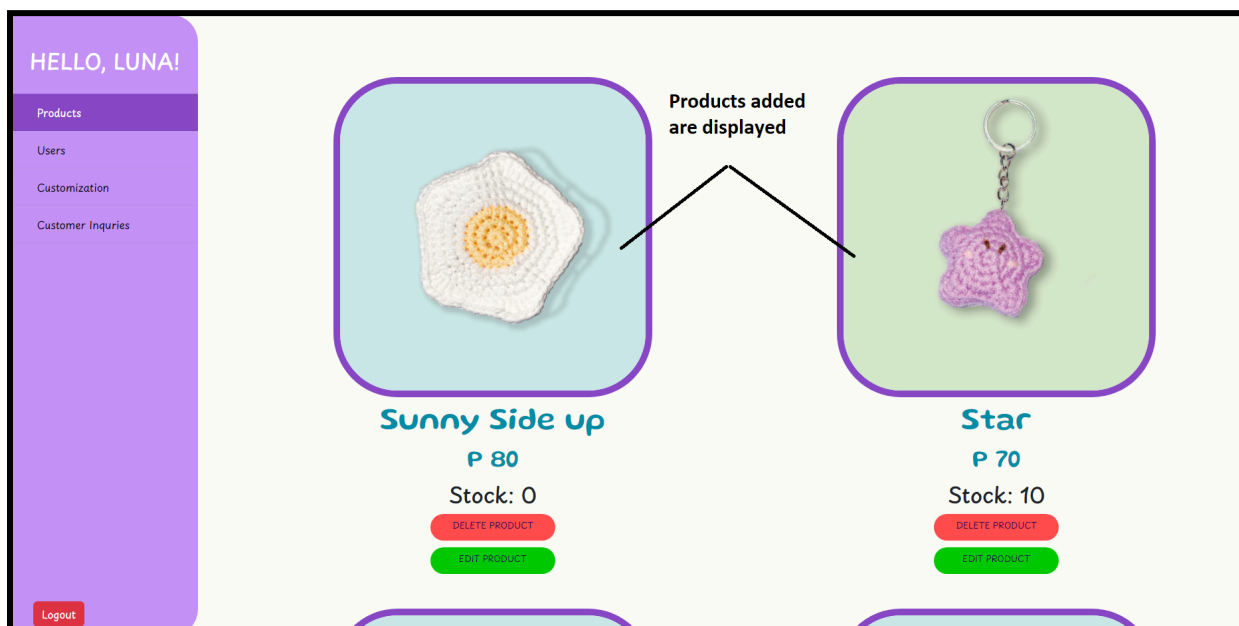 HELLO, LUNA!
Products
Users
Customization
Customer Inquries
Logout
Products added
are displayed
Sunny Side up
P 80
Stock: 0
DELETE PRODUCT
EDIT PRODUCT
Star
P 70
Stock: 10
DELETE PRODUCT
EDIT PRODUCT